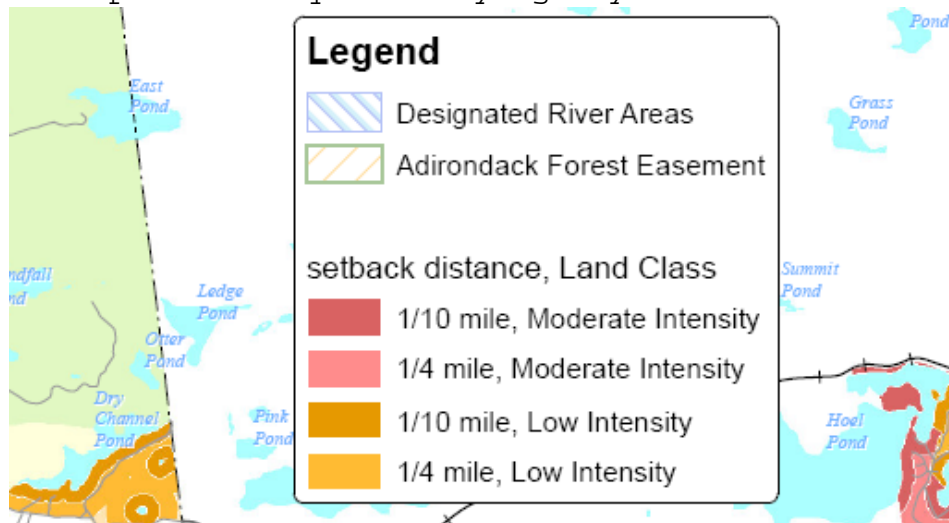 Pond
East
Pond
Grass
Pond
Legend
Designated River Areas
Adirondack Forest Easement
setback distance, Land Class
1/10 mile, Moderate Intensity
1/4 mile, Moderate Intensity
1/10 mile, Low Intensity
1/4 mile, Low Intensity
ndfall
nd
Ledge
Pond
Otter
Pond
Dry
Channel
Pond
Pink
Pond
Summit
Pond
Hoel
Pond